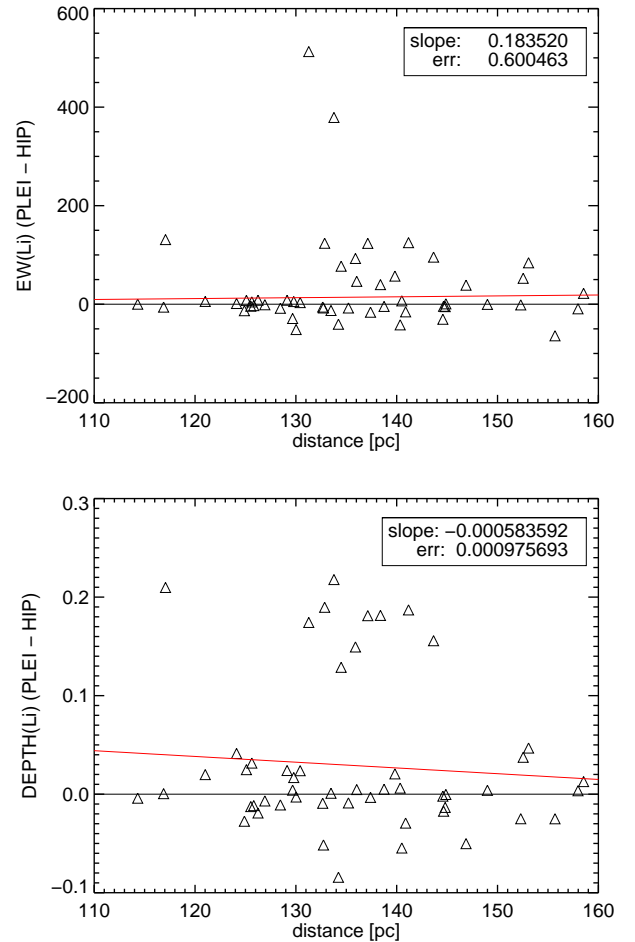 600
400
200
0
−200
EW(Li) (PLEI − HIP)
slope: 0.183520
err: 0.600463
110 120 130 140 150 160
distance [pc]
0.3
0.2
0.1
0.0
−0.1
DEPTH(Li) (PLEI − HIP)
slope: −0.000583592
err: 0.000975693
110 120 130 140 150 160
distance [pc]